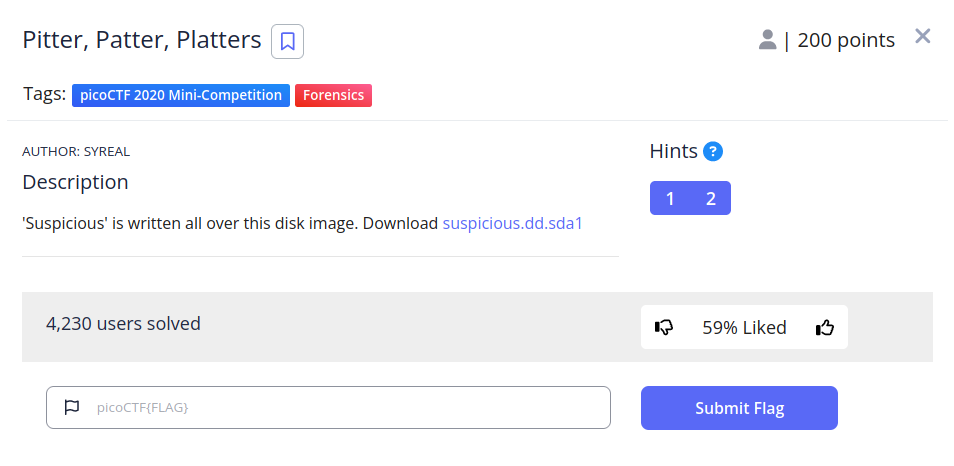 Pitter, Patter, Platters
| 200 points
Tags: picoCTF 2020 Mini-Competition Forensics
AUTHOR: SYREAL
Hints ?
Description
1 2
'Suspicious' is written all over this disk image. Download suspicious.dd.sda1
4,230 users solved
59% Liked
picoCTF{FLAG}
Submit Flag